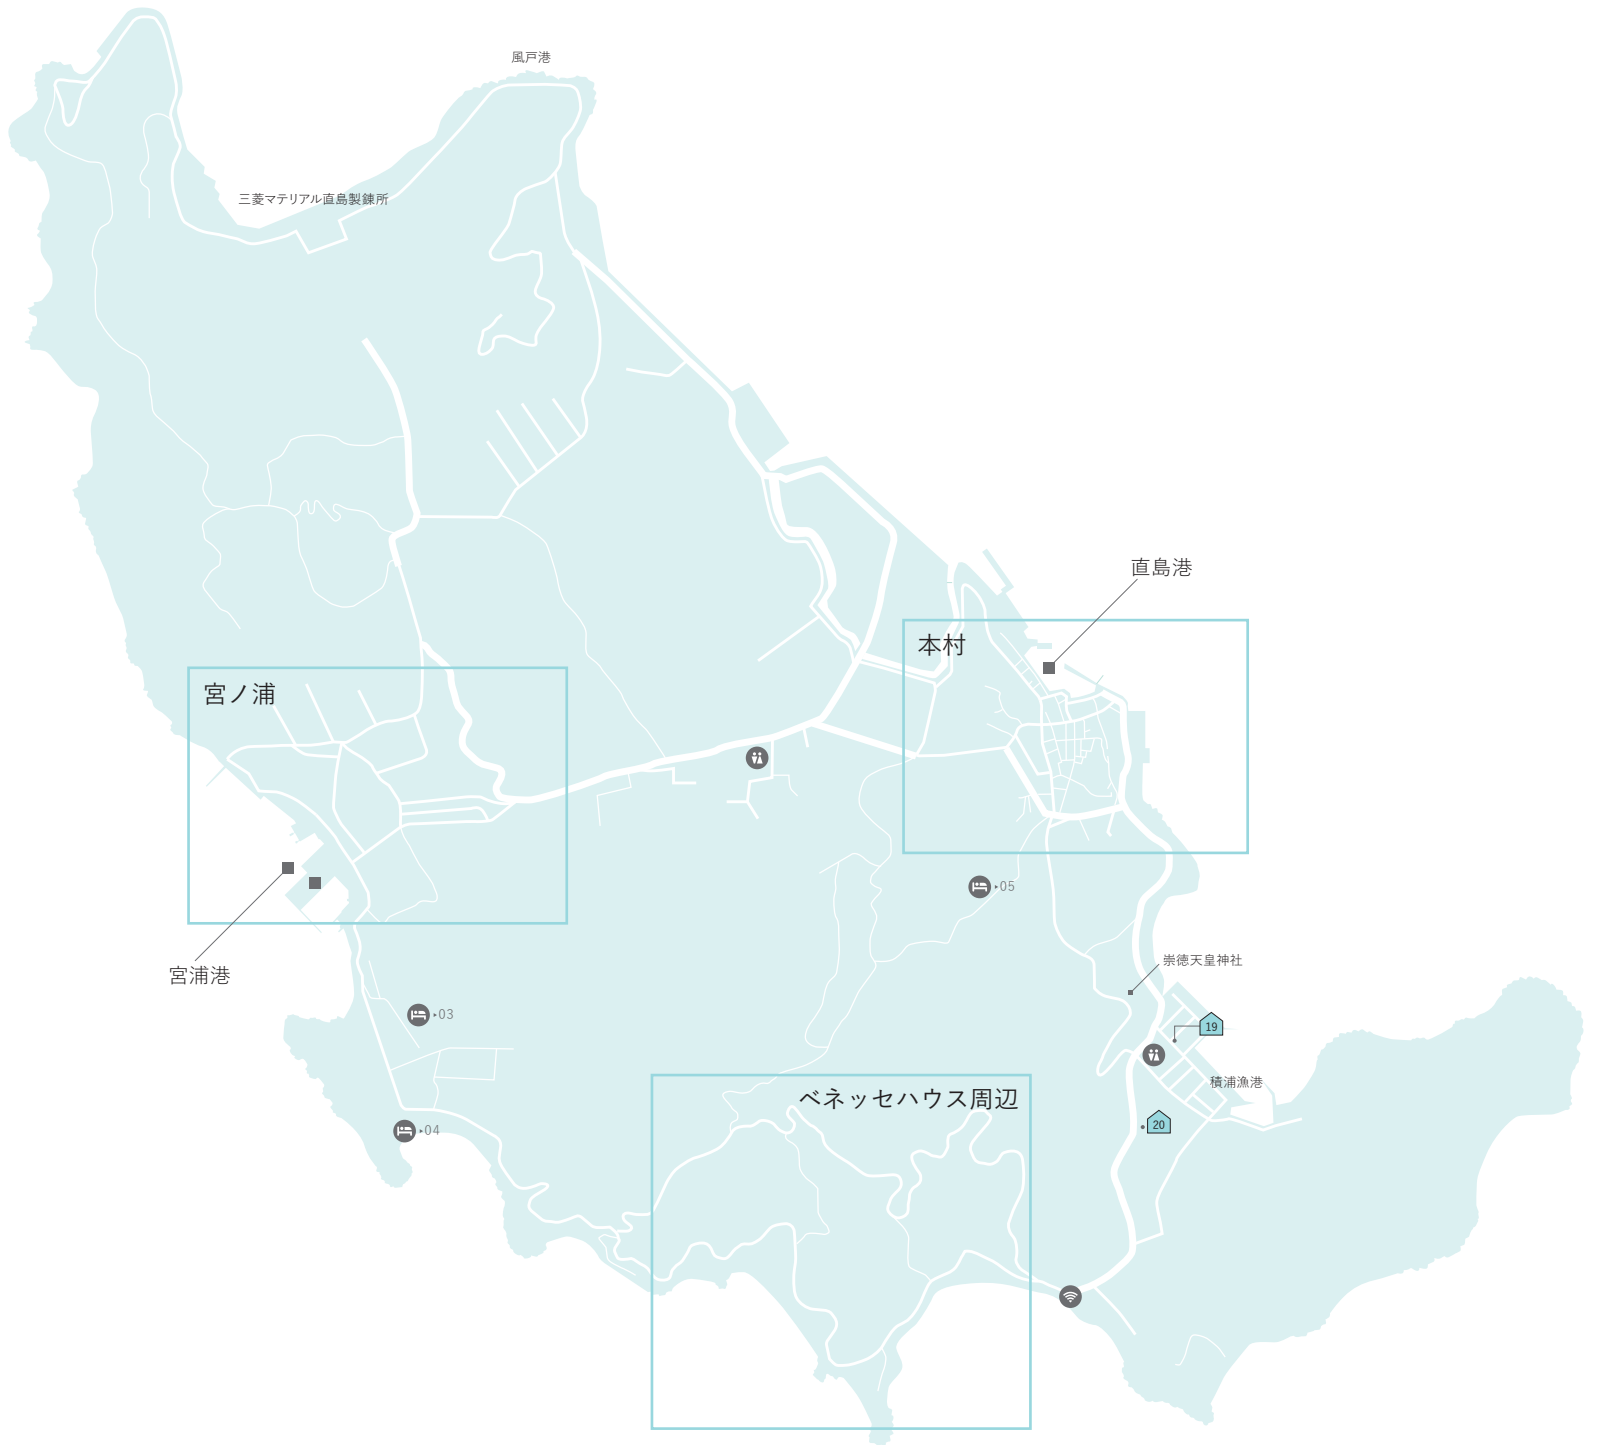 風戸港
三菱マテリアル直島製錬所
直島港
本村
宮ノ浦
05
崇徳天皇神社
宮浦港
03
19
積浦漁港
ベネッセハウス周辺
04
20